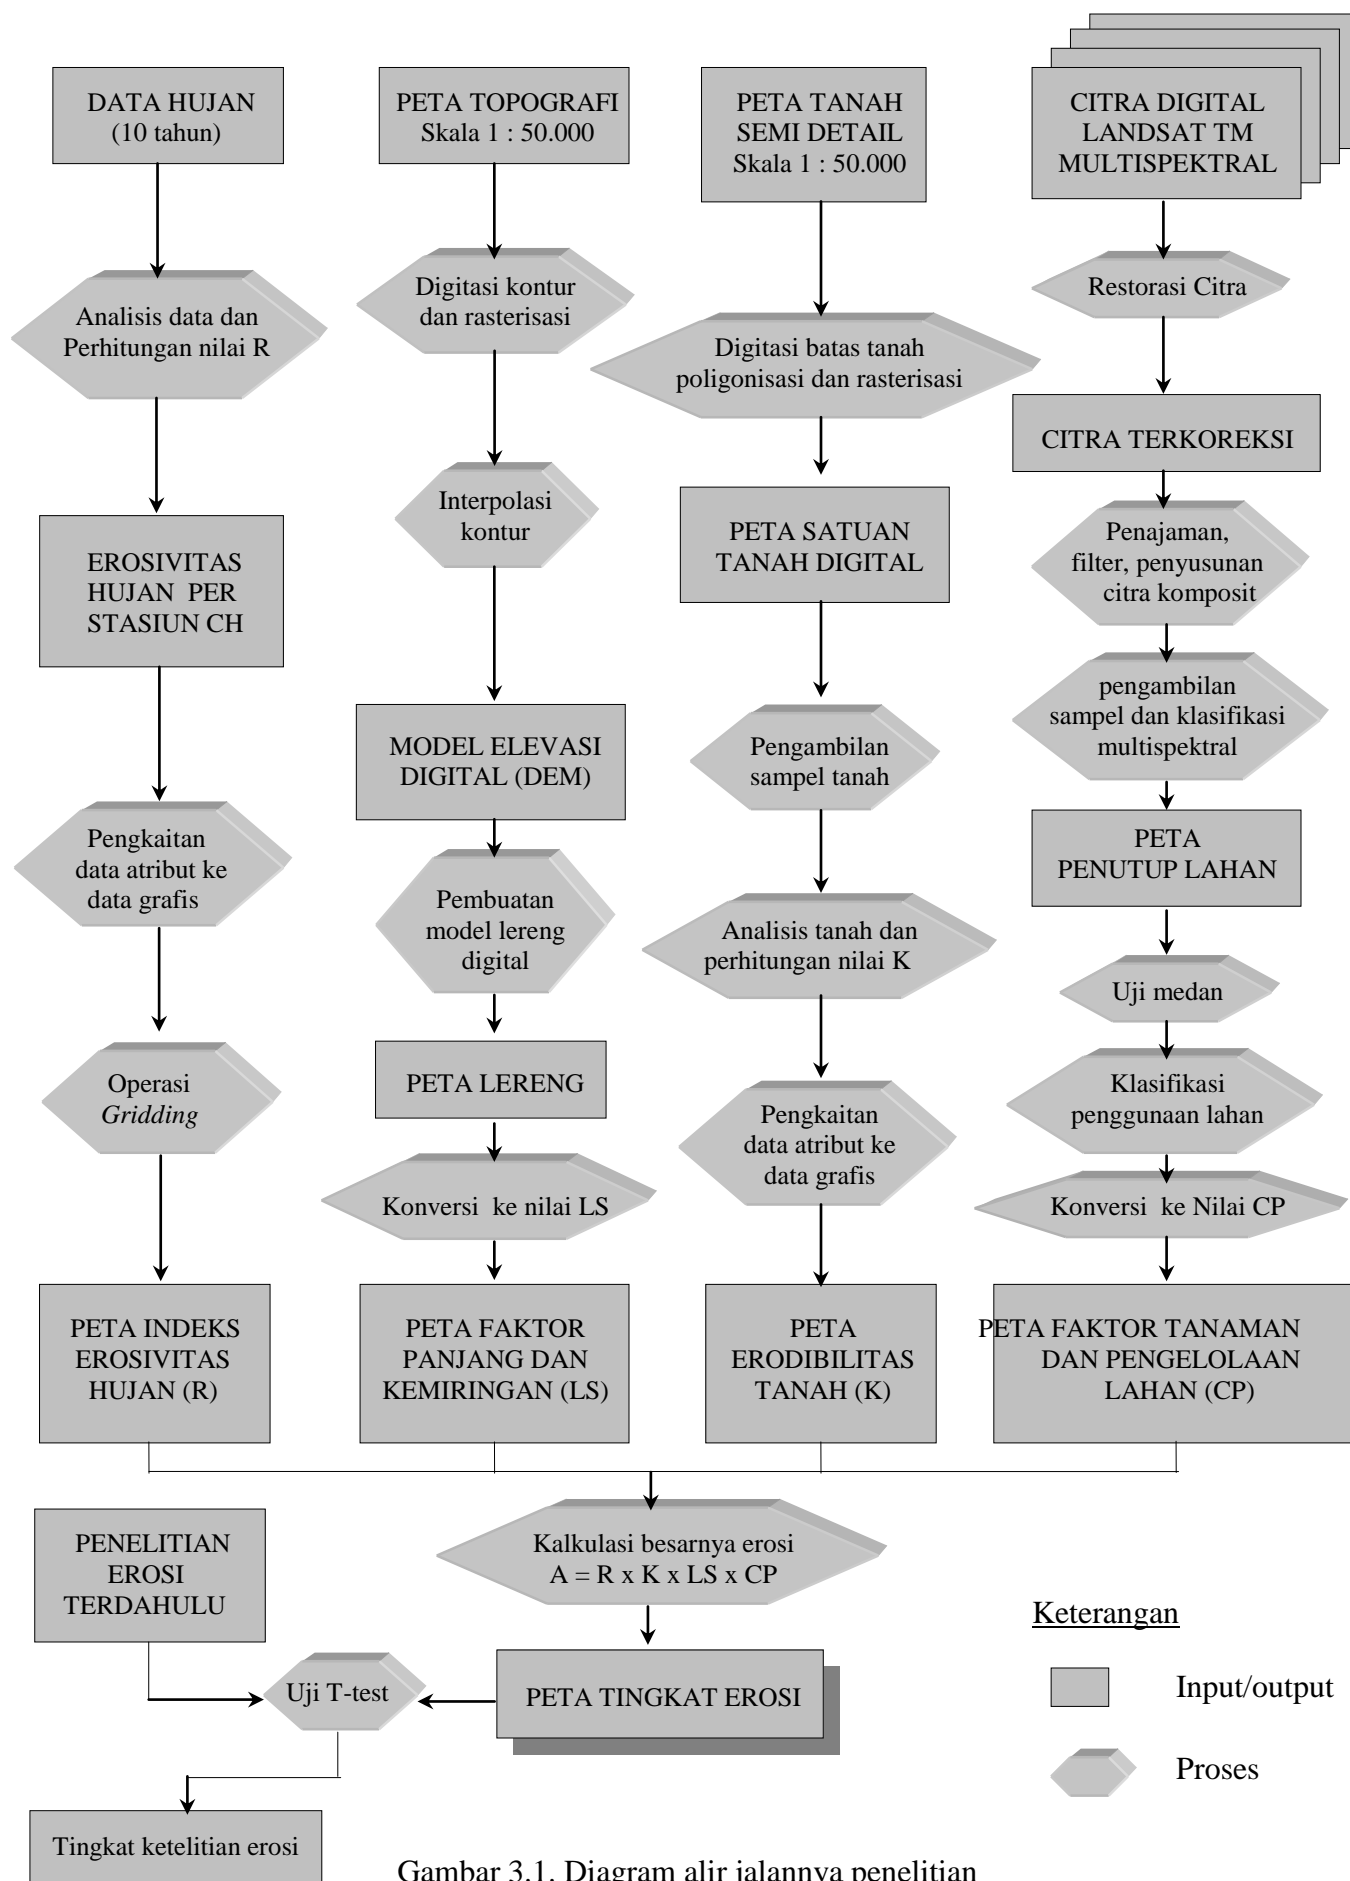 DATA HUJAN
(10 tahun)
Analisis data dan
Perhitungan nilai R
EROSIVITAS
HUJAN PER
STASIUN CH
Pengkaitan
data atribut ke
data grafis
Operasi
Gridding
PETA INDEKS
EROSIVITAS
HUJAN (R)
PETA TOPOGRAFI
Skala 1 : 50.000
Digitasi kontur
dan rasterisasi
Interpolasi
kontur
MODEL ELEVASI
DIGITAL (DEM)
Pembuatan
model lereng
digital
PETA LERENG
Konversi ke nilai LS
PETA FAKTOR
PANJANG DAN
KEMIRINGAN (LS)
PETA TANAH
SEMI DETAIL
Skala 1 : 50.000
Digitasi batas tanah
poligonisasi dan rasterisasi
PETA SATUAN
TANAH DIGITAL
Pengambilan
sampel tanah
Analisis tanah dan
perhitungan nilai K
Pengkaitan
data atribut ke
data grafis
PETA
ERODIBILITAS
TANAH (K)
CITRA DIGITAL
LANDSAT TM
MULTISPEKTRAL
Restorasi Citra
CITRA TERKOREKSI
Penajaman,
filter, penyusunan
citra komposit
pengambilan
sampel dan klasifikasi
multispektral
PETA
PENUTUP LAHAN
Uji medan
Klasifikasi
penggunaan lahan
Konversi ke Nilai CP
PETA FAKTOR TANAMAN
DAN PENGELOLAAN
LAHAN (CP)
Kalkulasi besarnya erosi
A = R x K x LS x CP
PENELITIAN
EROSI
TERDAHULU
Uji T-test
PETA TINGKAT EROSI
Tingkat ketelitian erosi
Keterangan
Input/output
Proses
Gambar 3.1. Diagram alir jalannya penelitian